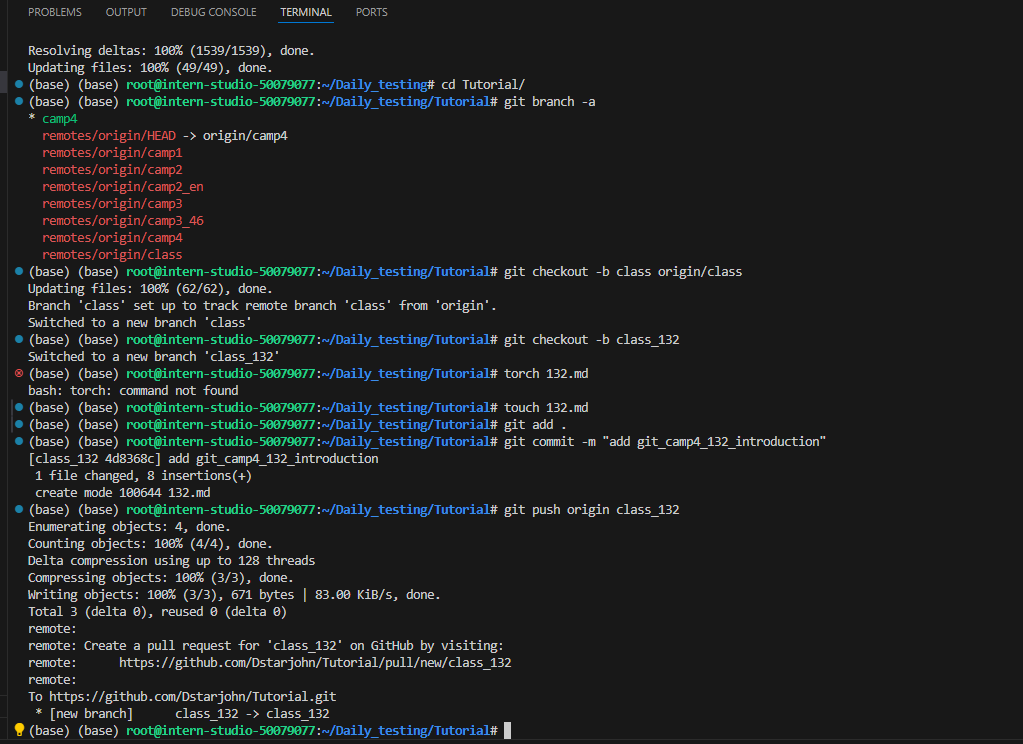 PROBLEMS OUTPUT DEBUG CONSOLE TERMINAL PORTS
Resolving deltas: 100% (1539/1539), done.
Updating files: 100% (49/49), done.
(base) (base) root@intern-studio-50079077:~/Daily_testing# cd Tutorial/
(base) (base) root@intern-studio-50079077:~/Daily_testing/Tutorial# git branch -a
* camp4
remotes/origin/HEAD -> origin/camp4
remotes/origin/camp1
remotes/origin/camp2
remotes/origin/camp2_en
remotes/origin/camp3
remotes/origin/camp3_46
remotes/origin/camp4
remotes/origin/class
(base) (base) root@intern-studio-50079077:~/Daily_testing/Tutorial# git checkout -b class origin/class
Updating files: 100% (62/62), done.
Branch 'class' set up to track remote branch 'class' from 'origin'.
Switched to a new branch 'class'
(base) (base) root@intern-studio-50079077:~/Daily_testing/Tutorial# git checkout -b class_132
Switched to a new branch 'class_132'
(base) (base) root@intern-studio-50079077:~/Daily_testing/Tutorial# torch 132.md
bash: torch: command not found
(base) (base) root@intern-studio-50079077:~/Daily_testing/Tutorial# touch 132.md
(base) (base) root@intern-studio-50079077:~/Daily_testing/Tutorial# git add .
(base) (base) root@intern-studio-50079077:~/Daily_testing/Tutorial# git commit -m "add git_camp4_132_introduction"
[class_132 4d8368c] add git_camp4_132_introduction
1 file changed, 8 insertions(+)
create mode 100644 132.md
(base) (base) root@intern-studio-50079077:~/Daily_testing/Tutorial# git push origin class_132
Enumerating objects: 4, done.
Counting objects: 100% (4/4), done.
Delta compression using up to 128 threads
Compressing objects: 100% (3/3), done.
Writing objects: 100% (3/3), 671 bytes | 83.00 KiB/s, done.
Total 3 (delta 0), reused 0 (delta 0)
remote:
remote: Create a pull request for 'class_132' on GitHub by visiting:
remote: https://github.com/Dstarjohn/Tutorial/pull/new/class_132
remote:
To https://github.com/Dstarjohn/Tutorial.git
* [new branch] class_132 -> class_132
(base) (base) root@intern-studio-50079077:~/Daily_testing/Tutorial#